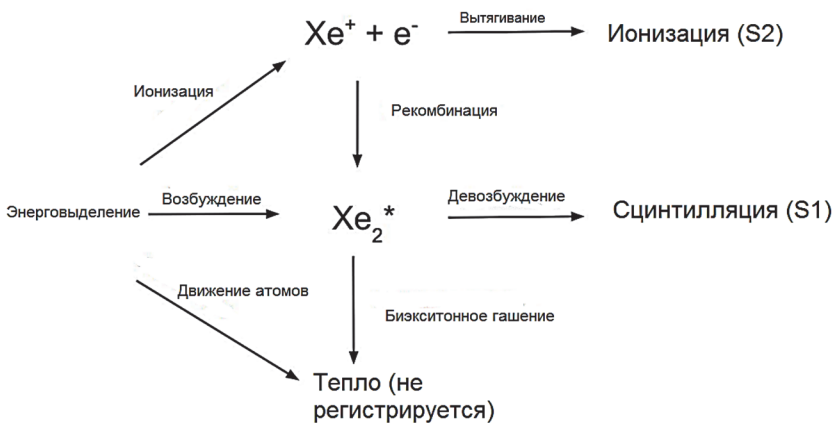 Xe⁺ + e⁻
Вытягивание
Ионизация (S2)
Ионизация
Рекомбинация
Энерговыделение
Возбуждение
Xe₂*
Девозбуждение
Сцинтилляция (S1)
Движение атомов
Биэкситонное гашение
Тепло (не
регистрируется)